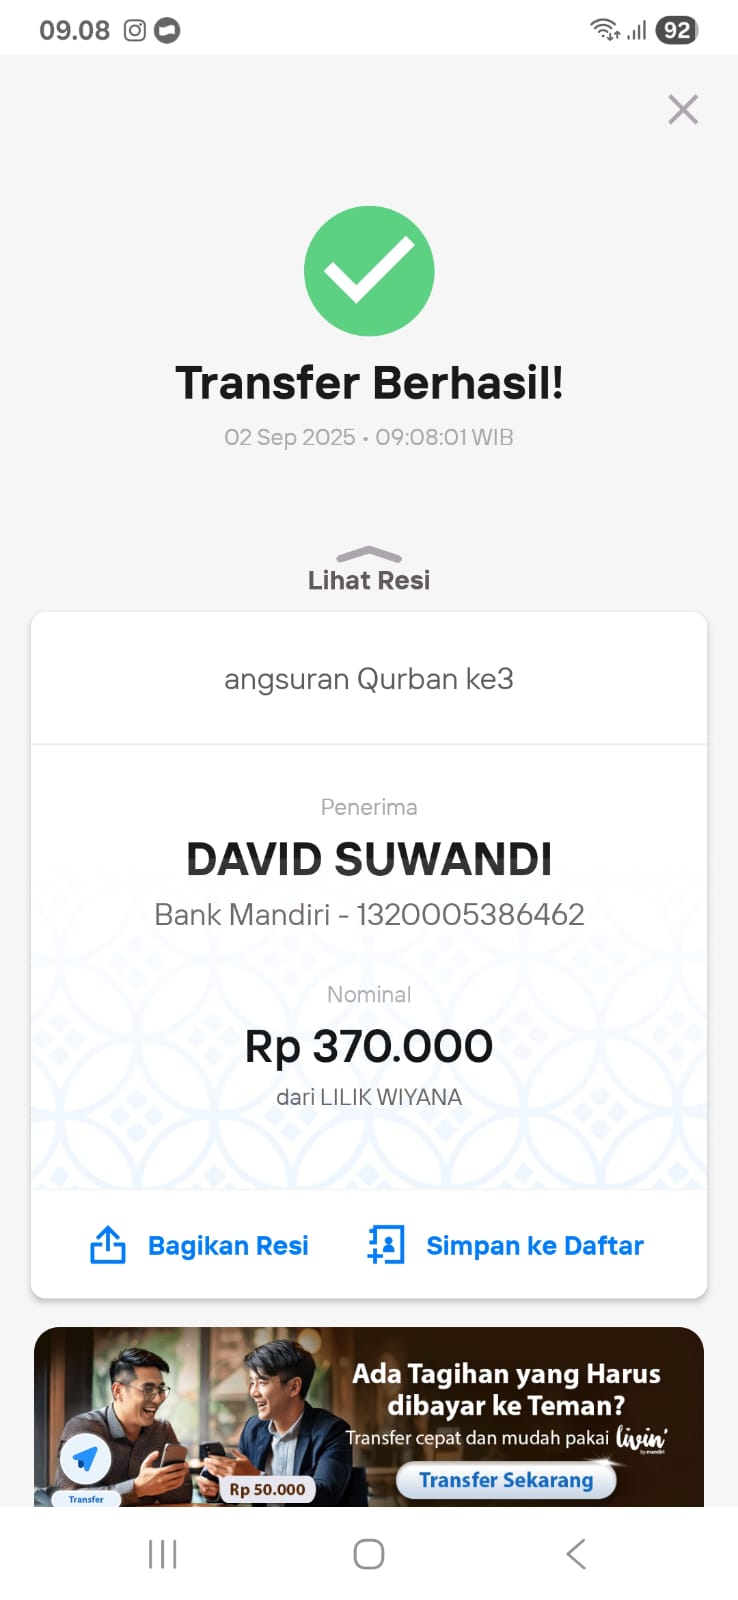 09.08
92
Transfer Berhasil!
02 Sep 2025 • 09:08:01 WIB
Lihat Resi
angsuran Qurban ke3
Penerima
DAVID SUWANDI
Bank Mandiri - 1320005386462
Nominal
Rp 370.000
dari LILIK WIYANA
Bagikan Resi
Simpan ke Daftar
Ada Tagihan yang Harus
dibayar ke Teman?
Transfer cepat dan mudah pakai livin'
by mandiri
Transfer Sekarang
Rp 50.000
Transfer